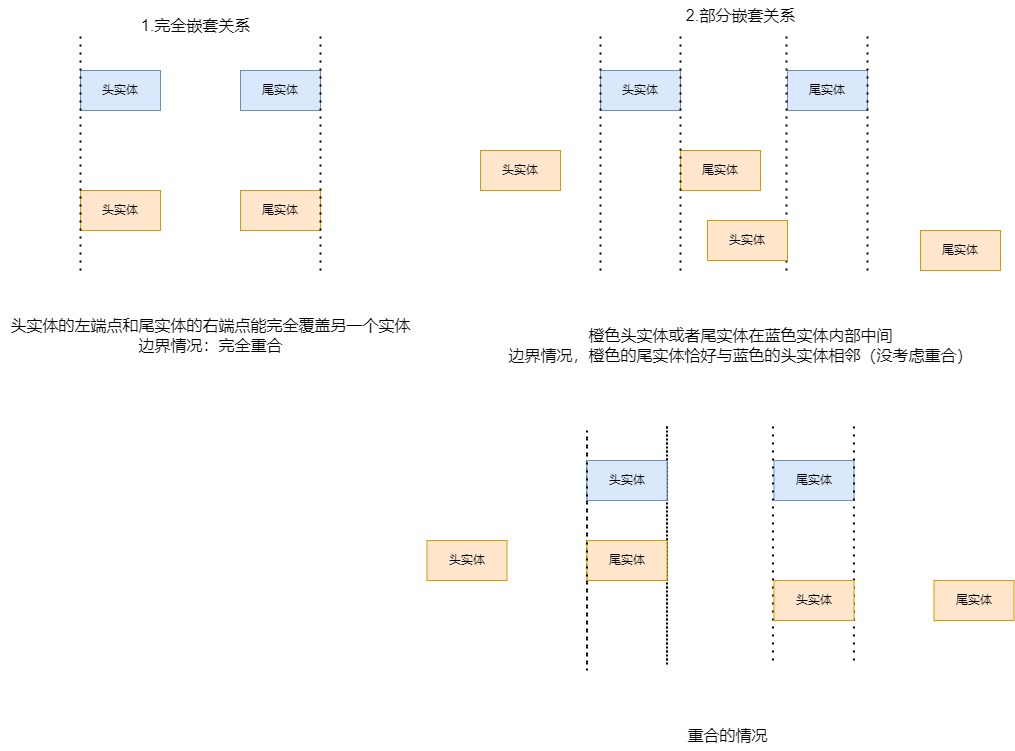 1.完全嵌套关系
头实体
尾实体
头实体
尾实体
头实体的左端点和尾实体的右端点能完全覆盖另一个实体
边界情况：完全重合
2.部分嵌套关系
头实体
尾实体
头实体
尾实体
头实体
尾实体
橙色头实体或者尾实体在蓝色实体内部中间
边界情况，橙色的尾实体恰好与蓝色的头实体相邻（没考虑重合）
头实体
尾实体
头实体
尾实体
头实体
尾实体
重合的情况